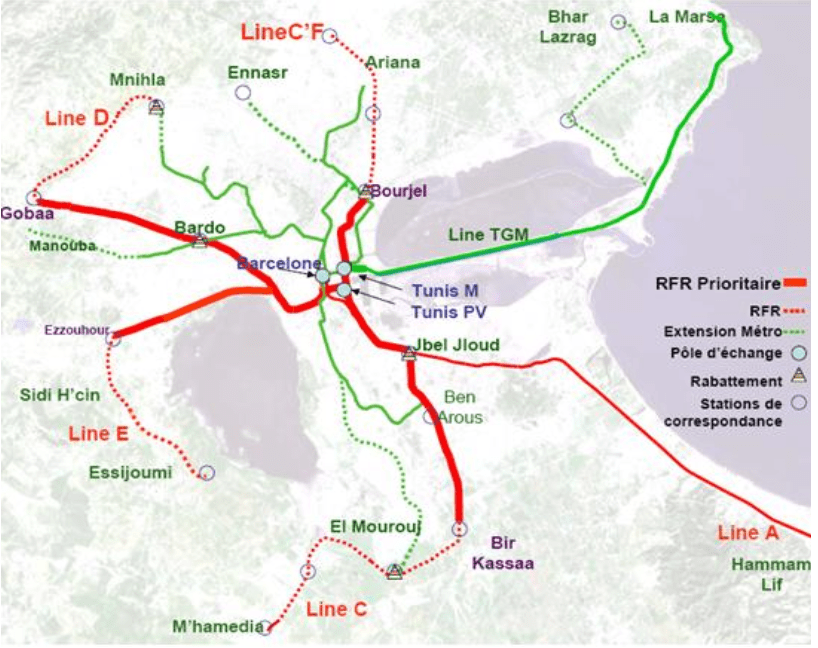 Bhar
Lazrag
La Marsa
LineC'F
Ariana
Ennasr
Mnihla
Line D
Gobaa
Bourjel
Bardo
Manouba
Line TGM
Barcelone
Tunis M
Tunis PV
Ezzouhour
Jbel Jloud
Sidi H'cin
Ben
Arous
Line E
Essijoumi
El Mourouj
Bir
Kassaa
Line A
Hammam
Lif
Line C
M'hamedia
RFR Prioritaire
RFR
Extension Métro
Pôle d'échange
Rabattement
Stations de
correspondance